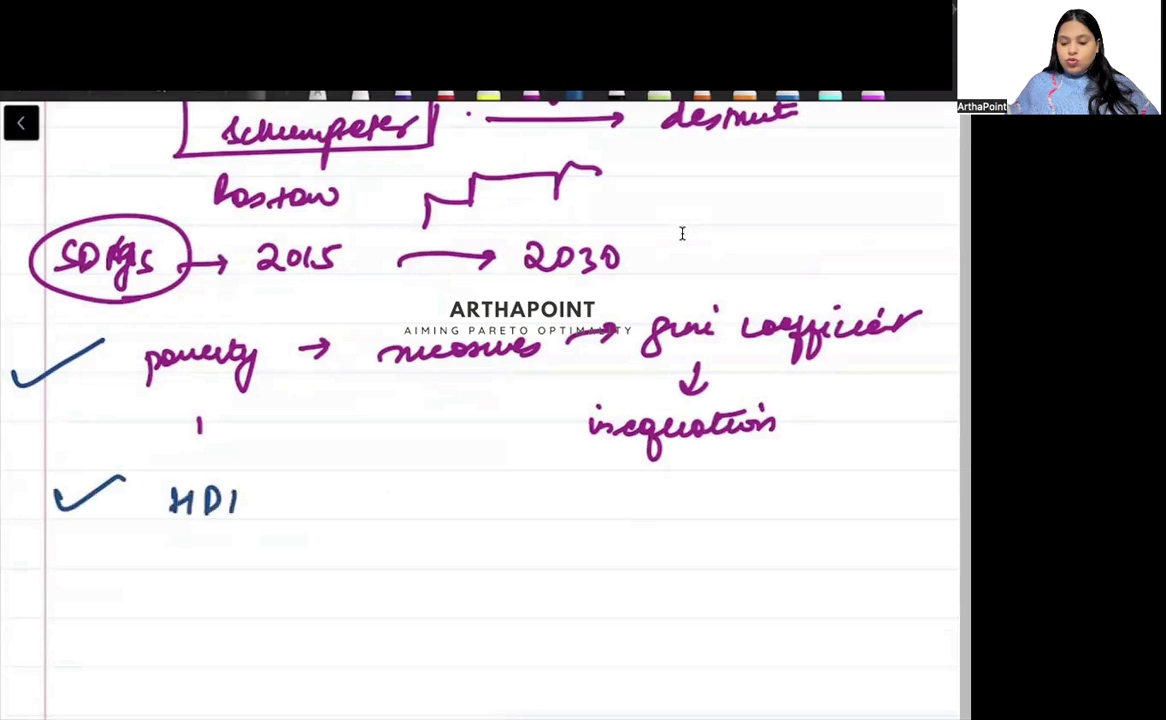 ArthaPoint
Schumpeter → destruct
Rostow
SDGs → 2015 → 2030
ARTHAPOINT
AIMING PARETO OPTIMALITY
poverty → measures → gini coefficient
↓
inequation
HDI